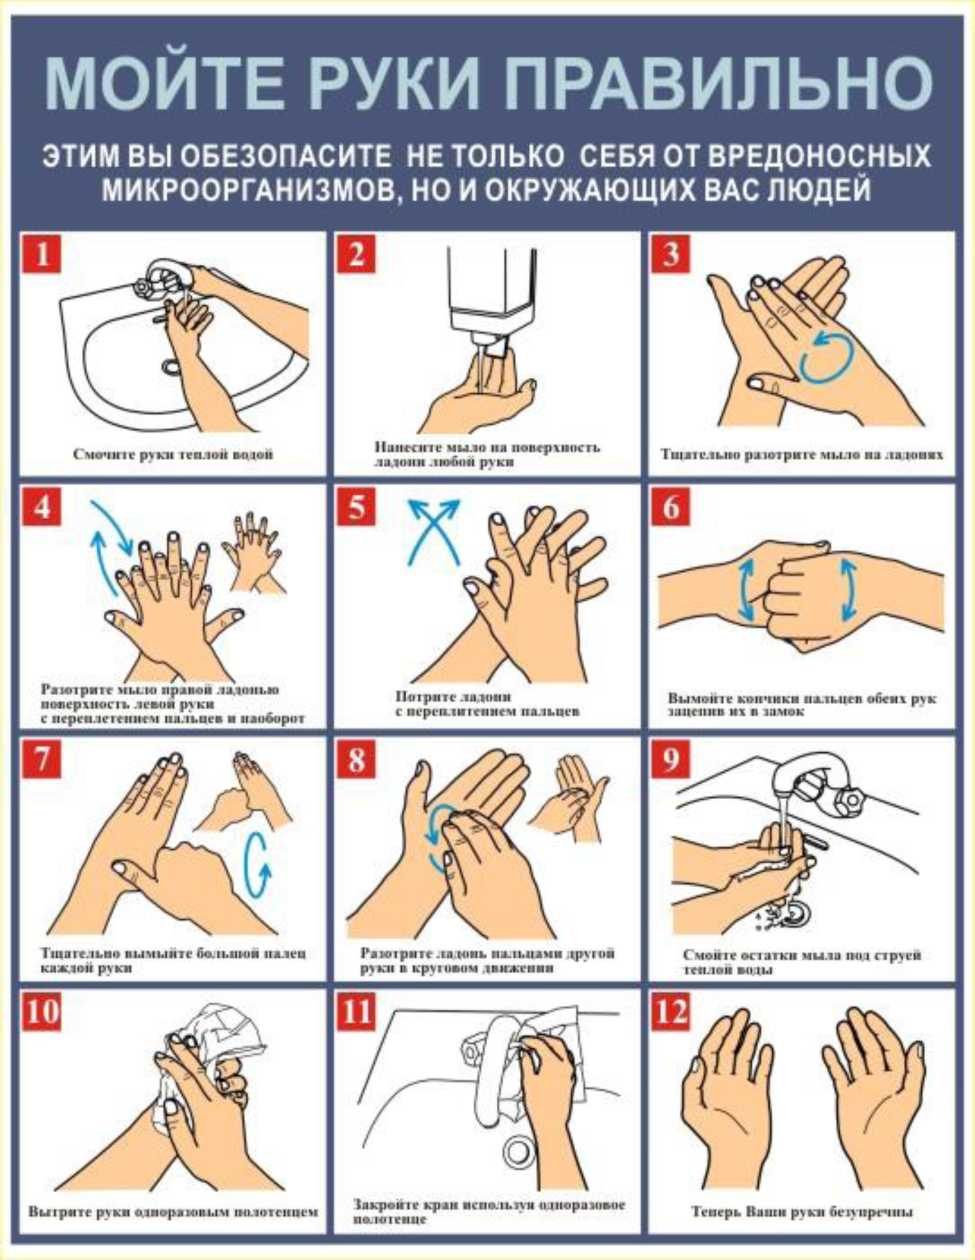 МОЙТЕ РУКИ ПРАВИЛЬНО
ЭТИМ ВЫ ОБЕЗОПАСИТЕ НЕ ТОЛЬКО СЕБЯ ОТ ВРЕДОНОСНЫХ
МИКРООРГАНИЗМОВ, НО И ОКРУЖАЮЩИХ ВАС ЛЮДЕЙ
1
Смочите руки теплой водой
2
Нанесите мыло на поверхность
ладони любой руки
3
Тщательно разотрите мыло на ладонях
4
Разотрите мыло правой ладонью
поверхность левой руки
с переплетением пальцев и наоборот
5
Потрите ладони
с переплитением пальцев
6
Вымойте кончики пальцев обеих рук
зацепив их в замок
7
Тщательно вымыйте большой палец
каждой руки
8
Разотрите ладонь пальцами другой
руки в круговом движении
9
Смойте остатки мыла под струей
теплой воды
10
Вытрите руки одноразовым полотенцем
11
Закройте кран используя одноразовое
полотенце
12
Теперь Ваши руки безупречны